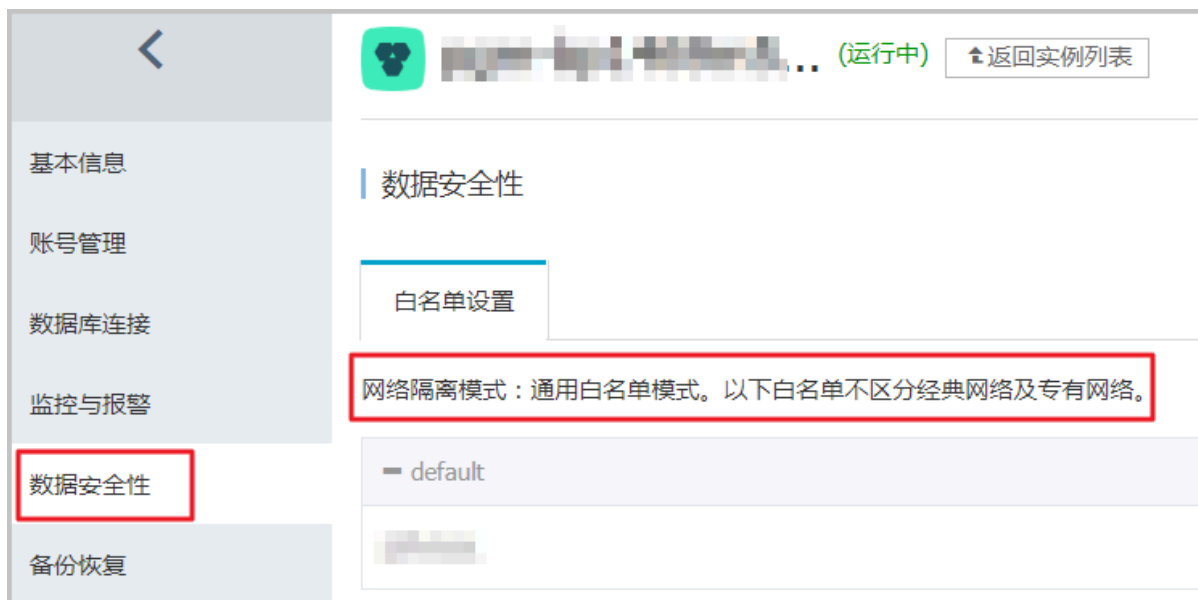 (运行中)
返回实例列表
基本信息
账号管理
数据库连接
监控与报警
数据安全性
备份恢复
数据安全性
白名单设置
网络隔离模式：通用白名单模式。以下白名单不区分经典网络及专有网络。
default